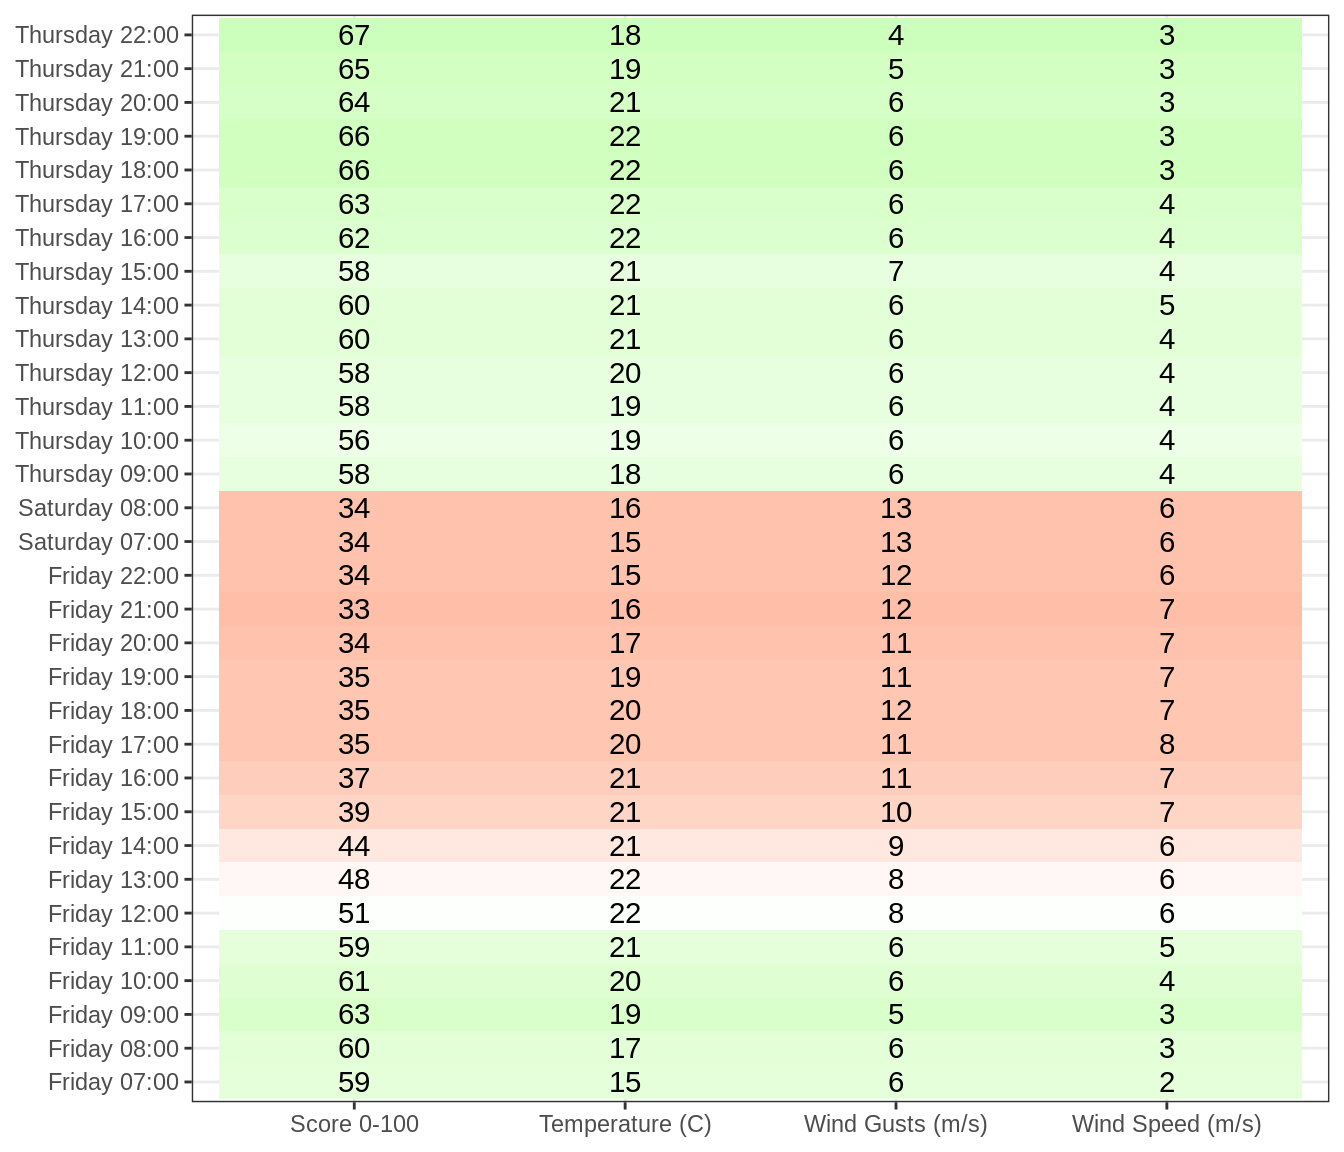 Thursday 22:00 67 18 4 3
Thursday 21:00 65 19 5 3
Thursday 20:00 64 21 6 3
Thursday 19:00 66 22 6 3
Thursday 18:00 66 22 6 3
Thursday 17:00 63 22 6 4
Thursday 16:00 62 22 6 4
Thursday 15:00 58 21 7 4
Thursday 14:00 60 21 6 5
Thursday 13:00 60 21 6 4
Thursday 12:00 58 20 6 4
Thursday 11:00 58 19 6 4
Thursday 10:00 56 19 6 4
Thursday 09:00 58 18 6 4
Saturday 08:00 34 16 13 6
Saturday 07:00 34 15 13 6
Friday 22:00 34 15 12 6
Friday 21:00 33 16 12 7
Friday 20:00 34 17 11 7
Friday 19:00 35 19 11 7
Friday 18:00 35 20 12 7
Friday 17:00 35 20 11 8
Friday 16:00 37 21 11 7
Friday 15:00 39 21 10 7
Friday 14:00 44 21 9 6
Friday 13:00 48 22 8 6
Friday 12:00 51 22 8 6
Friday 11:00 59 21 6 5
Friday 10:00 61 20 6 4
Friday 09:00 63 19 5 3
Friday 08:00 60 17 6 3
Friday 07:00 59 15 6 2
Score 0-100 Temperature (C) Wind Gusts (m/s) Wind Speed (m/s)